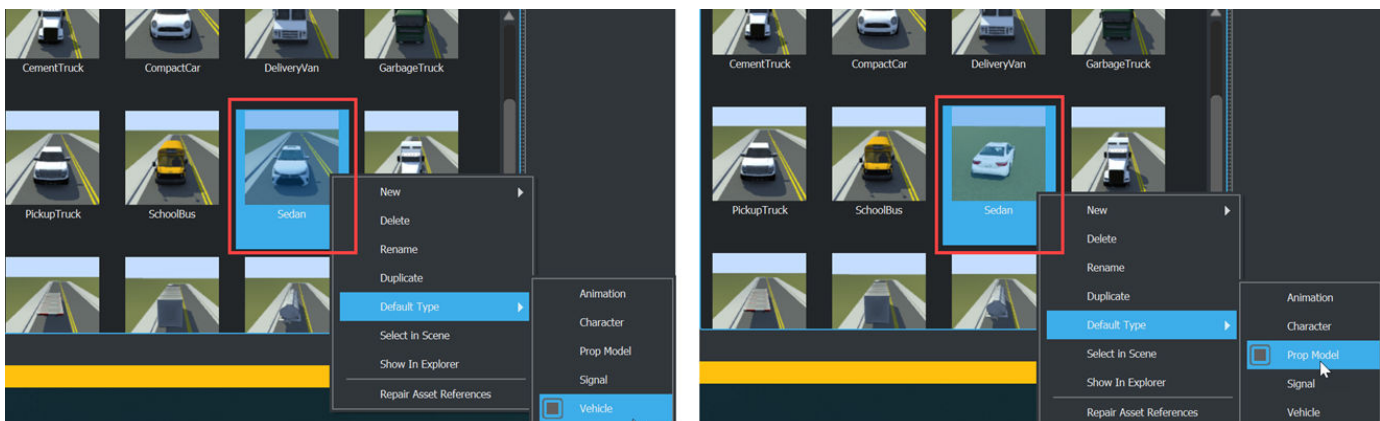 CementTruck
CompactCar
DeliveryVan
GarbageTruck
PickupTruck
SchoolBus
Sedan
New
Delete
Rename
Duplicate
Default Type
Select in Scene
Show In Explorer
Repair Asset References
Animation
Character
Prop Model
Signal
Vehicle
CementTruck
CompactCar
DeliveryVan
GarbageTruck
PickupTruck
SchoolBus
Sedan
New
Delete
Rename
Duplicate
Default Type
Select in Scene
Show In Explorer
Repair Asset References
Animation
Character
Prop Model
Signal
Vehicle